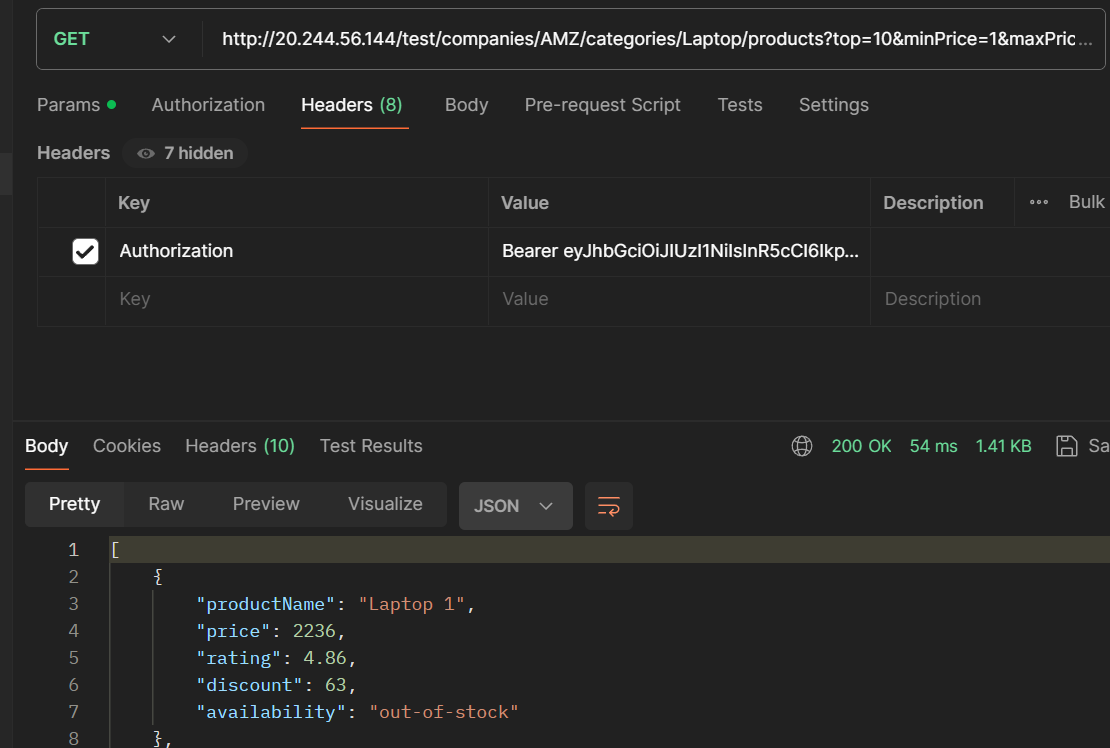 GET http://20.244.56.144/test/companies/AMZ/categories/Laptop/products?top=10&minPrice=1&maxPric...
Params Authorization Headers (8) Body Pre-request Script Tests Settings
Headers 7 hidden
Key Value Description Bulk
Authorization Bearer eyJhbGciOiJIUzI1NiIsInR5cCI6Ikp...
Key Value Description
Body Cookies Headers (10) Test Results 200 OK 54 ms 1.41 KB Sa
Pretty Raw Preview Visualize JSON
1 [
2 {
3 "productName": "Laptop 1",
4 "price": 2236,
5 "rating": 4.86,
6 "discount": 63,
7 "availability": "out-of-stock"
8 },